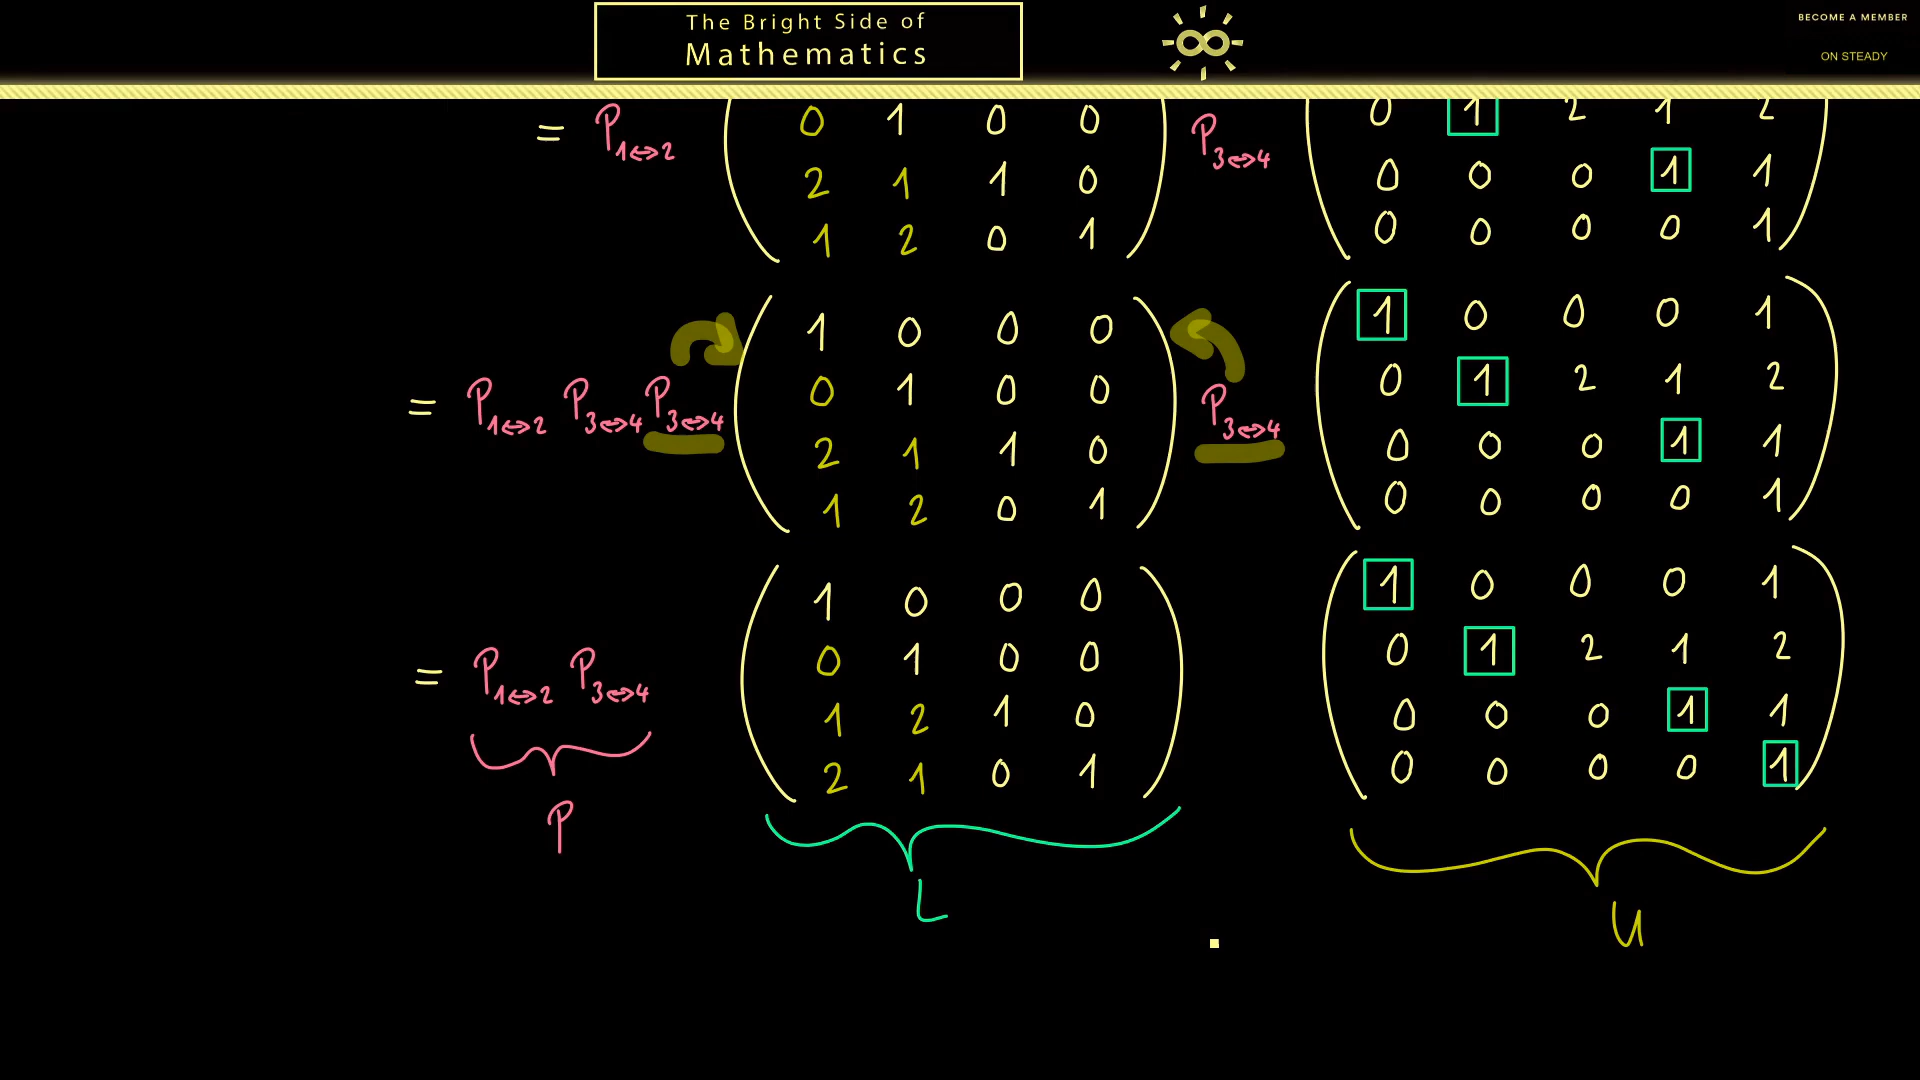 The Bright Side of
Mathematics
BECOME A MEMBER
ON STEADY
0 1 0 0 0 1 2 1 2
= P1↔2 P3↔4
2 1 1 0 0 0 0 1 1
1 2 0 1 0 0 0 0 1
1 0 0 0 1 0 0 0 1
0 1 0 0 0 1 2 1 2
= P1↔2 P3↔4 P3↔4 P3↔4
2 1 1 0 0 0 0 1 1
1 2 0 1 0 0 0 0 1
1 0 0 0 1 0 0 0 1
0 1 0 0 0 1 2 1 2
= P1↔2 P3↔4
1 2 1 0 0 0 0 1 1
2 1 0 1 0 0 0 0 1
P
L
U